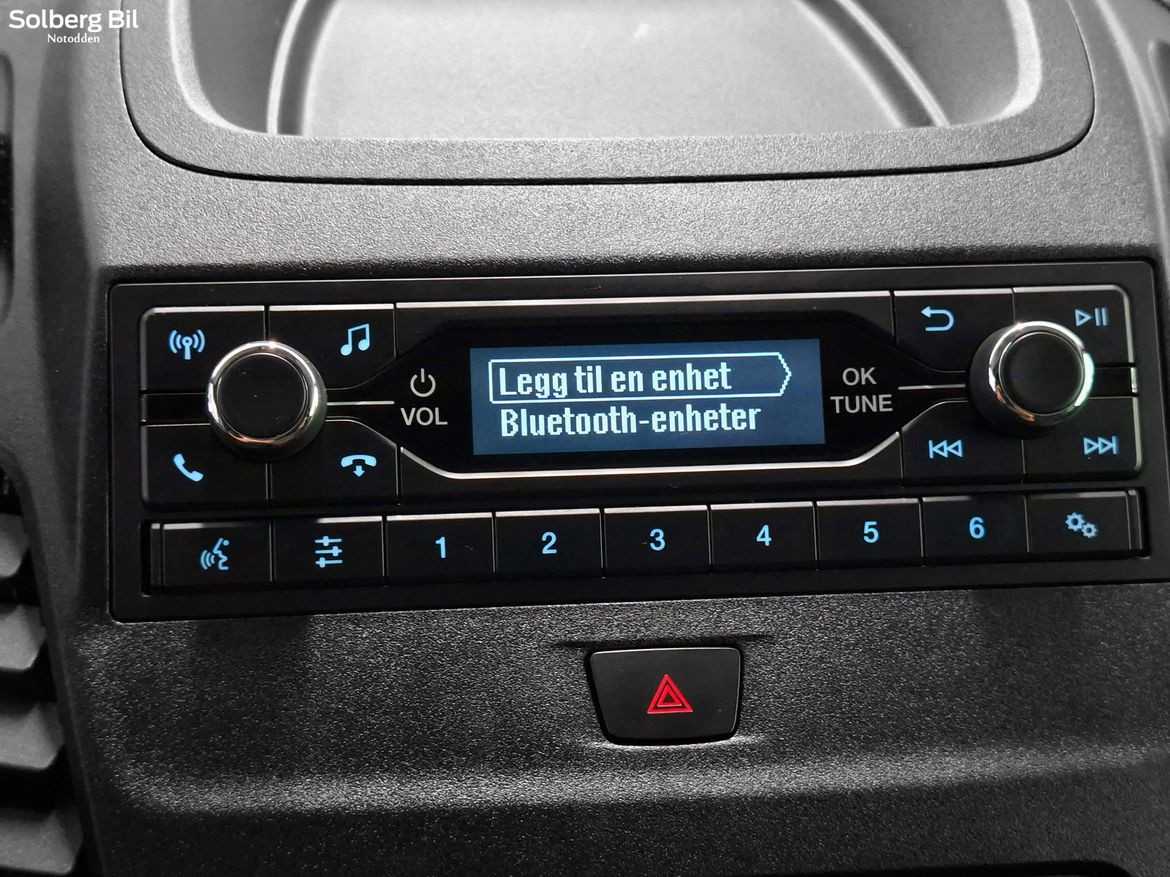 Solberg Bil
Notodden
Legg til en enhet
Bluetooth-enheter
VOL
OK
TUNE
1 2 3 4 5 6